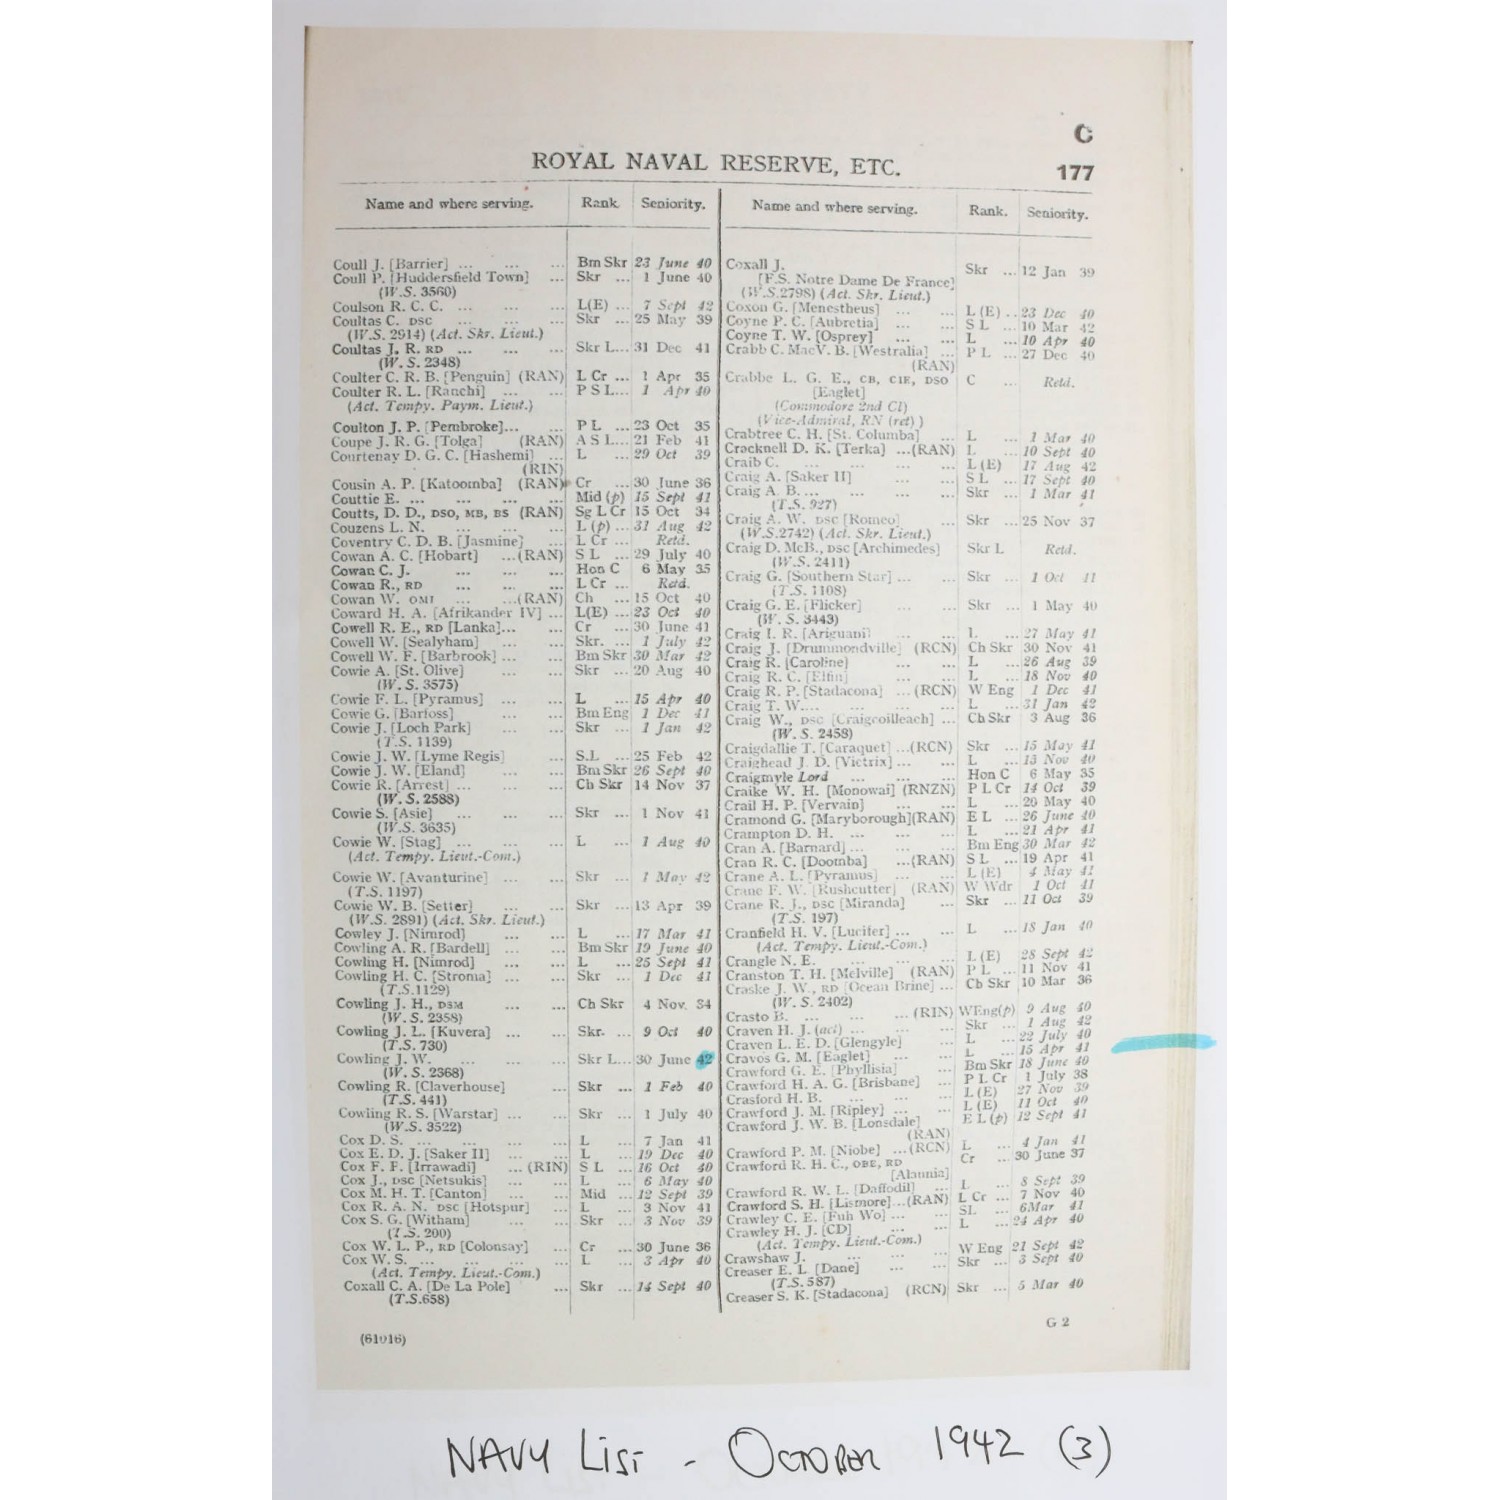 C
ROYAL NAVAL RESERVE, ETC. 177
Name and where serving. Rank. Seniority.
Coull J. [Barrier] ... ... ... Bm Skr 23 June 40
Coull P. [Huddersfield Town] ... Skr ... 1 June 40
(W.S. 3560)
Coulson R. C. C. ... ... ... L(E) ... 7 Sept 42
Coultas C. DSC ... ... ... Skr ... 25 May 39
(W.S. 2914) (Act. Skr. Lieut.)
Coultas J. R. RD ... ... ... Skr L... 31 Dec 41
(W.S. 2348)
Coulter C. R. B. [Penguin] (RAN) L Cr ... 1 Apr 35
Coulter R. L. [Ranchi] ... ... P S L... 1 Apr 40
(Act. Tempy. Paym. Lieut.)
Coulton J. P. [Pembroke]... ... P L ... 23 Oct 35
Coupe J. R. G. [Tolga] (RAN) A S L... 21 Feb 41
Courtenay D. G. C. [Hashemi] ... L ... 29 Oct 39
(RIN)
Cousin A. P. [Katoomba] (RAN) Cr ... 30 June 36
Couttie E. ... ... ... ... Mid (p) 15 Sept 41
Coutts, D. D., DSO, MB, BS (RAN) Sg L Cr 15 Oct 34
Couzens L. N. ... ... ... L (p) ... 31 Aug 42
Coventry C. D. B. [Jasmine] ... L Cr ... Retd.
Cowan A. C. [Hobart] ...(RAN) S L ... 29 July 40
Cowan C. J. ... ... ... Hon C 6 May 35
Cowan R., RD ... ... ... L Cr ... Retd.
Cowan W. OMI ... ...(RAN) Ch ... 15 Oct 40
Coward H. A. [Afrikander IV] ... L(E) ... 23 Oct 40
Cowell R. E., RD [Lanka]... ... Cr ... 30 June 41
Cowell W. [Sealyham] ... ... Skr. ... 1 July 42
Cowell W. F. [Barbrook] ... ... Bm Skr 30 Mar 42
Cowie A. [St. Olive] ... ... Skr ... 20 Aug 40
(W. S. 3575)
Cowie F. L. [Pyramus] ... ... L ... 15 Apr 40
Cowie G. [Barfoss] ... ... Bm Eng 1 Dec 41
Cowie J. [Loch Park] ... ... Skr ... 1 Jan 42
(T.S. 1139)
Cowie J. W. [Lyme Regis] ... S.L ... 25 Feb 42
Cowie J. W. [Eland] ... ... Bm Skr 26 Sept 40
Cowie R. [Arrest] ... ... ... Ch Skr 14 Nov 37
(W. S. 2588)
Cowie S. [Asie] ... ... ... Skr ... 1 Nov 41
(W.S. 3635)
Cowie W. [Stag] ... ... ... L ... 1 Aug 40
(Act. Tempy. Lieut.-Com.)
Cowie W. [Avanturine] ... ... Skr ... 1 May 42
(T.S. 1197)
Cowie W. B. [Setter] ... ... Skr ... 13 Apr 39
(W.S. 2891) (Act. Skr. Lieut.)
Cowley J. [Nimrod] ... ... L ... 17 Mar 41
Cowling A. R. [Bardell] ... ... Bm Skr 19 June 40
Cowling H. [Nimrod] ... ... L ... 25 Sept 41
Cowling H. C. [Stroma] ... ... Skr ... 1 Dec 41
(T.S.1129)
Cowling J. H., DSM ... ... Ch Skr 4 Nov. 34
(W. S. 2358)
Cowling J. L. [Kuvera] ... ... Skr. ... 9 Oct 40
(T.S. 730)
Cowling J. W. ... ... ... Skr L... 30 June 42
(W. S. 2368)
Cowling R. [Claverhouse] ... Skr ... 1 Feb 40
(T.S. 441)
Cowling R. S. [Warstar] ... ... Skr ... 1 July 40
(W.S. 3522)
Cox D. S. ... ... ... ... L ... 7 Jan 41
Cox E. D. J. [Saker II] ... ... L ... 19 Dec 40
Cox F. F. [Irrawadi] ... (RIN) S L ... 16 Oct 40
Cox J., DSC [Netsukis] ... ... L ... 6 May 40
Cox M. H. T. [Canton] ... ... Mid ... 12 Sept 39
Cox R. A. N. DSC [Hotspur] ... L ... 3 Nov 41
Cox S. G. [Witham] ... ... Skr ... 3 Nov 39
(T.S. 200)
Cox W. L. P., RD [Colonsay] ... Cr ... 30 June 36
Cox W. S. ... ... ... ... L ... 3 Apr 40
(Act. Tempy. Lieut.-Com.)
Coxall C. A. [De La Pole] ... Skr ... 14 Sept 40
(T.S.658)
(61016)
Name and where serving. Rank. Seniority.
Coxall J. Skr ... 12 Jan 39
[F.S. Notre Dame De France]
(W.S.2798) (Act. Skr. Lieut.)
Coxon G. [Menestheus] ... ... L (E) .. 23 Dec 40
Coyne P. C. [Aubretia] ... ... S L ... 10 Mar 42
Coyne T. W. [Osprey] ... ... L ... 10 Apr 40
Crabb C. MacV. B. [Westralia] ... P L ... 27 Dec 40
(RAN)
Crabbe L. G. E., CB, CIE, DSO C ... Retd.
[Eaglet]
(Commodore 2nd Cl)
(Vice-Admiral, RN (ret) )
Crabtree C. H. [St. Columba] ... L ... 1 Mar 40
Cracknell D. K. [Terka] ...(RAN) L ... 10 Sept 40
Craib C. ... ... ... ... L (E) 17 Aug 42
Craig A. [Saker II] ... ... S L ... 17 Sept 40
Craig A. B. ... ... ... ... Skr ... 1 Mar 41
(T.S. 927)
Craig A. W. DSC [Romeo] ... Skr ... 25 Nov 37
(W.S.2742) (Act. Skr. Lieut.)
Craig D. McB., DSC [Archimedes] Skr L Retd.
(W.S. 2411)
Craig G. [Southern Star] ... ... Skr ... 1 Oct 41
(T.S. 1108)
Craig G. E. [Flicker] ... ... Skr ... 1 May 40
(W. S. 3443)
Craig I. R. [Ariguani] ... ... L ... 27 May 41
Craig J. [Drummondville] (RCN) Ch Skr 30 Nov 41
Craig R. [Caroline] ... ... L ... 26 Aug 39
Craig R. C. [Elfin] ... ... L ... 18 Nov 40
Craig R. P. [Stadacona] ... (RCN) W Eng 1 Dec 41
Craig T. W.... ... ... ... L ... 31 Jan 42
Craig W., DSC [Craigcoilleach] ... Ch Skr 3 Aug 36
(W. S. 2458)
Craigdallie T. [Caraquet] ...(RCN) Skr ... 15 May 41
Craighead J. D. [Victrix] ... ... L ... 13 Nov 40
Craigmyle Lord ... ... ... Hon C 6 May 35
Craike W. H. [Monowai] (RNZN) P L Cr 14 Oct 39
Crail H. P. [Vervain] ... ... L ... 20 May 40
Cramond G. [Maryborough](RAN) E L ... 26 June 40
Crampton D. H. ... ... ... L ... 21 Apr 41
Cran A. [Barnard] ... ... ... Bm Eng 30 Mar 42
Cran R. C. [Doomba] ...(RAN) S L ... 19 Apr 41
Crane A. L. [Pyramus] ... ... L (E) 4 May 42
Crane F. W. [Rushcutter] (RAN) W Wdr 1 Oct 41
Crane R. J., DSC [Miranda] ... Skr ... 11 Oct 39
(T.S. 197)
Cranfield H. V. [Lucifer] ... ... L ... 18 Jan 40
(Act. Tempy. Lieut.-Com.)
Crangle N. E. ... ... ... L (E) 28 Sept 42
Cranston T. H. [Melville] (RAN) P L ... 11 Nov 41
Craske J. W., RD [Ocean Brine] ... Ch Skr 10 Mar 36
(W. S. 2402)
Crasto B. ... ... ... (RIN) WEng(p) 9 Aug 40
Craven H. J. (act) ... ... ... Skr ... 1 Aug 42
Craven L. E. D. [Glengyle] ... L ... 22 July 40
Cravos G. M. [Eaglet] ... ... L ... 15 Apr 41
Crawford G. E. [Phyllisia] ... Bm Skr 18 June 40
Crawford H. A. G. [Brisbane] ... P L Cr 1 July 38
Crasford H. B. ... ... ... L (E) 27 Nov 39
Crawford J. M. [Ripley] ... ... L (E) 11 Oct 40
Crawford J. W. B. [Lonsdale] E L (p) 12 Sept 41
(RAN)
Crawford P. M. [Niobe] ...(RCN) L ... 4 Jan 41
Crawford R. H. C., OBE, RD Cr ... 30 June 37
[Alaunia]
Crawford R. W. L. [Daffodil] ... L ... 8 Sept 39
Crawford S. H. [Lismore]...(RAN) L Cr ... 7 Nov 40
Crawley C. E. [Fuh Wo] ... ... SL ... 6Mar 41
Crawley H. J. [CD] ... ... L ... 24 Apr 40
(Act. Tempy. Lieut.-Com.)
Crawshaw J. ... ... ... W Eng 21 Sept 42
Creaser E. L [Dane] ... ... Skr ... 3 Sept 40
(T.S. 587)
Creaser S. K. [Stadacona] (RCN) Skr ... 5 Mar 40
G 2
NAVY LIST - OCTOBER 1942 (3)